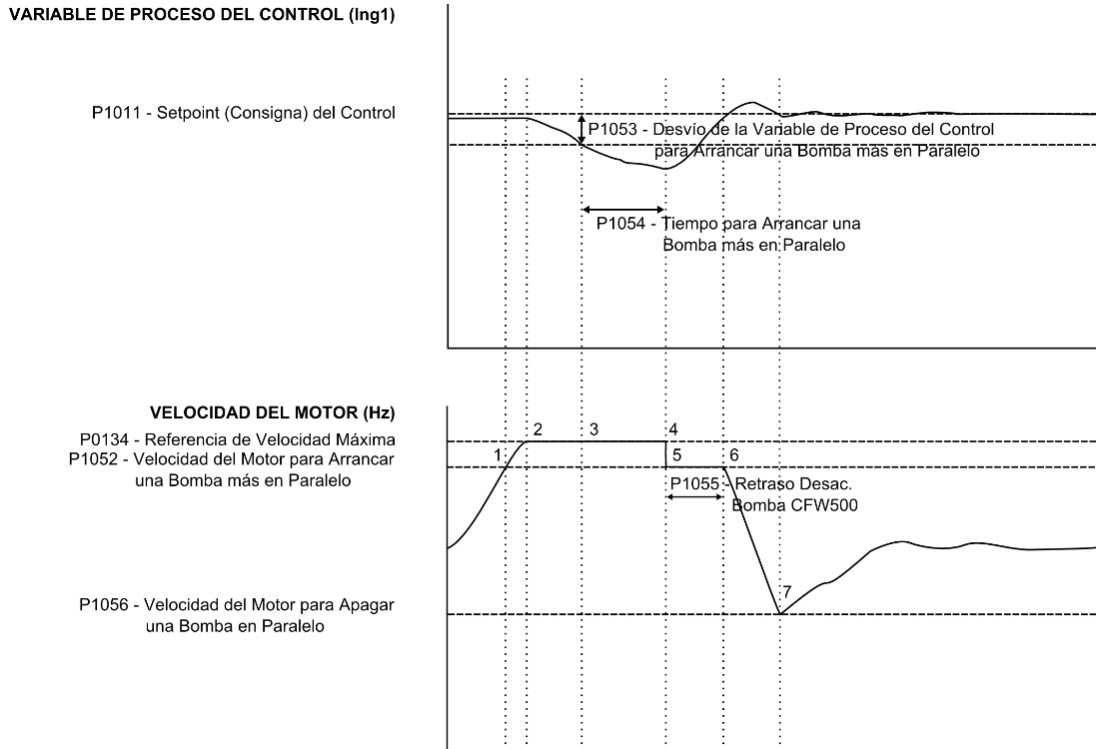 VARIABLE DE PROCESO DEL CONTROL (Ing1)
P1011 - Setpoint (Consigna) del Control
P1053 - Desvío de la Variable de Proceso del Control
para Arrancar una Bomba mas en Paralelo
P1054 - Tiempo para Arrancar una
Bomba más en Paralelo
VELOCIDAD DEL MOTOR (Hz)
P0134 - Referencia de Velocidad Máxima
P1052 - Velocidad del Motor para Arrancar
una Bomba más en Paralelo
1
2
3
4
5
6
P1055 - Retraso Desac.
Bomba CFW500
7
P1056 - Velocidad del Motor para Apagar
una Bomba en Paralelo